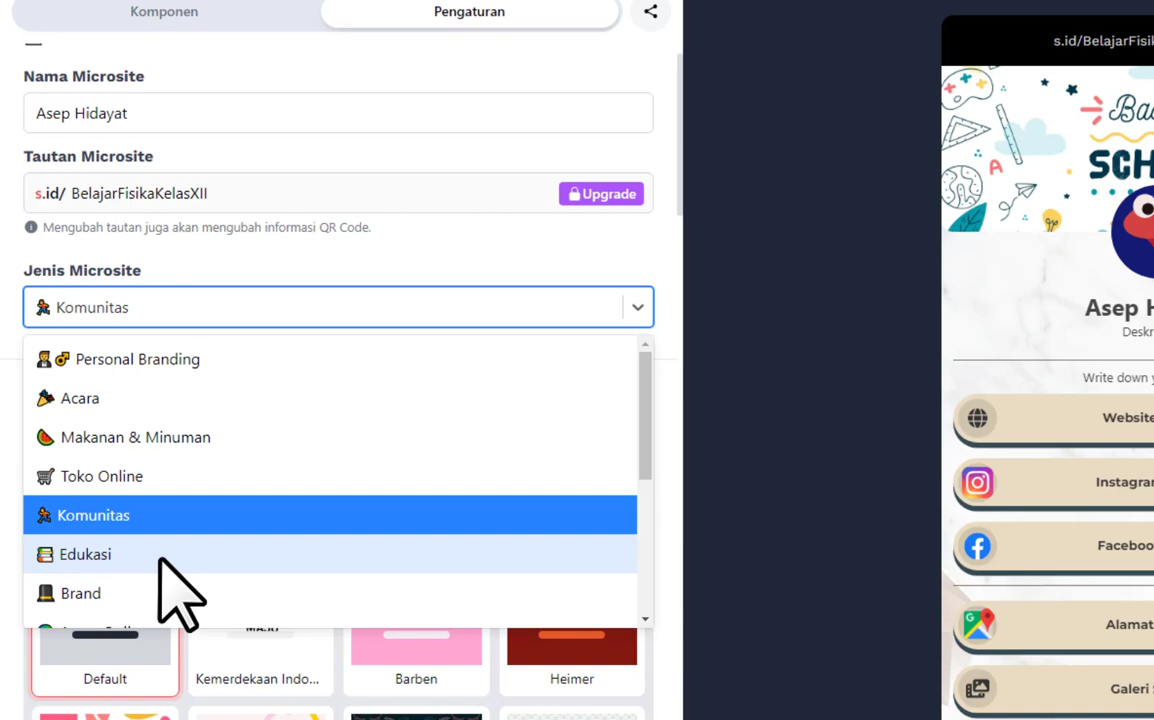 Komponen
Pengaturan
Nama Microsite
Asep Hidayat
Tautan Microsite
s.id/ BelajarFisikaKelasXII
Upgrade
Mengubah tautan juga akan mengubah informasi QR Code.
Jenis Microsite
Komunitas
Personal Branding
Acara
Makanan & Minuman
Toko Online
Komunitas
Edukasi
Brand
Default
Kemerdekaan Indo...
Barben
Heimer
s.id/BelajarFisik
Ba
SCH
A
Asep H
Deskr
Write down y
Website
Instagram
Faceboo
Alamat
Galeri